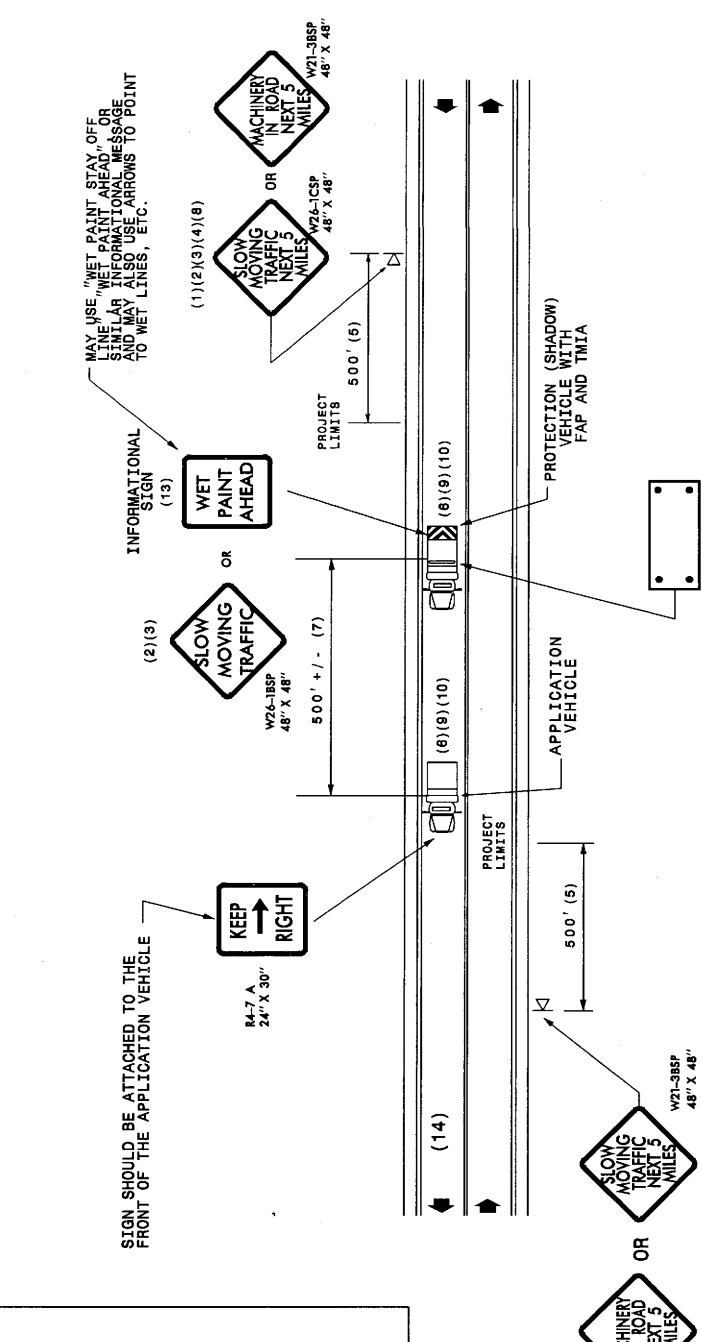 MAY USE "WET PAINT STAY OFF
LINE" "WET PAINT AHEAD" OR
SIMILAR INFORMATIONAL MESSAGE
AND MAY ALSO USE ARROWS TO POINT
TO WET LINES, ETC.
SIGN SHOULD BE ATTACHED TO THE
FRONT OF THE APPLICATION VEHICLE
KEEP
RIGHT
R4-7 A
24" X 30"
(2)(3)
SLOW
MOVING
TRAFFIC
W26-1BSP
48" X 48"
OR
INFORMATIONAL
SIGN
(13)
WET
PAINT
AHEAD
(1)(2)(3)(4)(8)
SLOW
MOVING
TRAFFIC
NEXT 5
MILES
W26-1CSP
48" X 48"
OR
MACHINERY
IN ROAD
NEXT 5
MILES
W21-3BSP
48" X 48"
500' +/- (7)
PROJECT
LIMITS
500' (5)
(14)
(6)(9)(10)
(6)(9)(10)
PROJECT
LIMITS
500' (5)
APPLICATION
VEHICLE
PROTECTION (SHADOW)
VEHICLE WITH
FAP AND TMIA
HINERY
ROAD
XT 5
ILES
OR
SLOW
MOVING
TRAFFIC
NEXT 5
MILES
W21-3BSP
48" X 48"